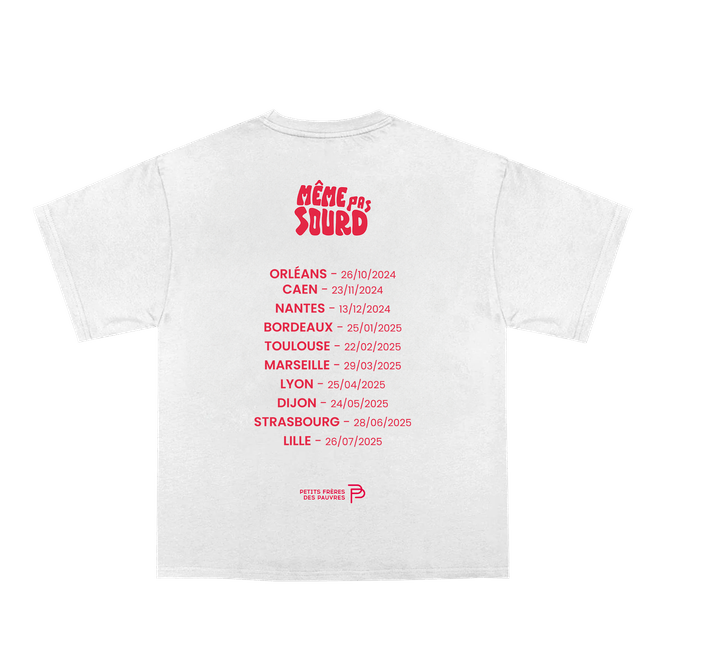 MÊME PAS
SOURD
ORLÉANS - 26/10/2024
CAEN - 23/11/2024
NANTES - 13/12/2024
BORDEAUX - 25/01/2025
TOULOUSE - 22/02/2025
MARSEILLE - 29/03/2025
LYON - 25/04/2025
DIJON - 24/05/2025
STRASBOURG - 28/06/2025
LILLE - 26/07/2025
PETITS FRÈRES
DES PAUVRES